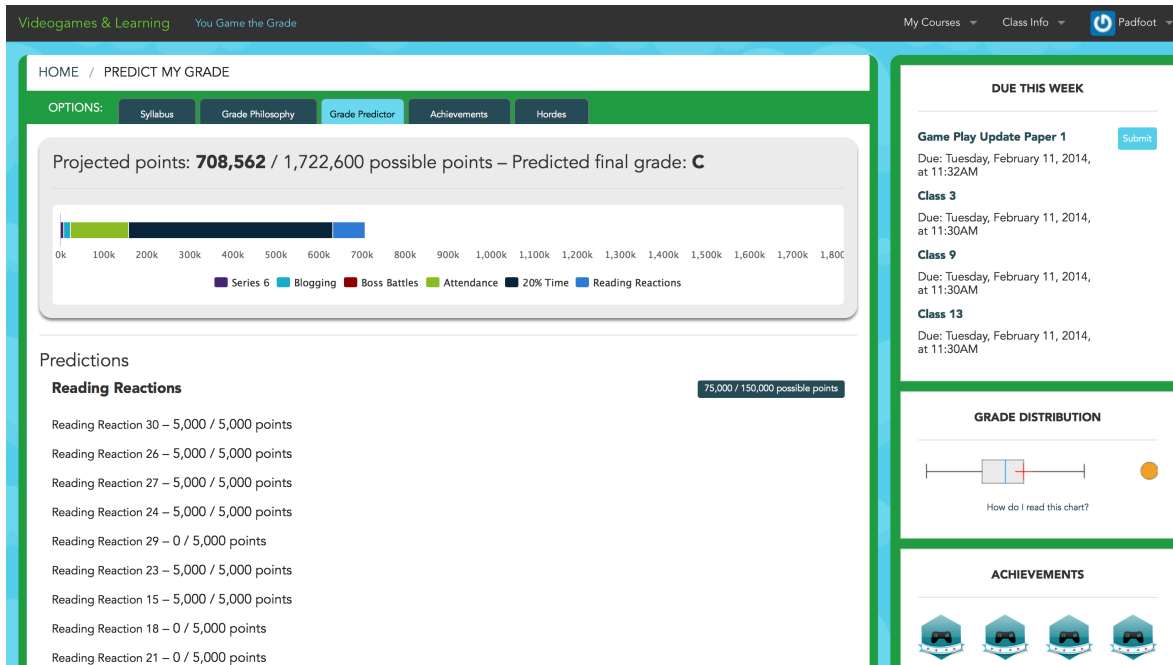 Videogames & Learning
You Game the Grade
My Courses
Class Info
Padfoot
HOME / PREDICT MY GRADE
OPTIONS:
Syllabus
Grade Philosophy
Grade Predictor
Achievements
Hordes
Projected points: 708,562 / 1,722,600 possible points – Predicted final grade: C
0k 100k 200k 300k 400k 500k 600k 700k 800k 900k 1,000k 1,100k 1,200k 1,300k 1,400k 1,500k 1,600k 1,700k 1,800
Series 6 Blogging Boss Battles Attendance 20% Time Reading Reactions
Predictions
Reading Reactions
75,000 / 150,000 possible points
Reading Reaction 30 – 5,000 / 5,000 points
Reading Reaction 26 – 5,000 / 5,000 points
Reading Reaction 27 – 5,000 / 5,000 points
Reading Reaction 24 – 5,000 / 5,000 points
Reading Reaction 29 – 0 / 5,000 points
Reading Reaction 23 – 5,000 / 5,000 points
Reading Reaction 15 – 5,000 / 5,000 points
Reading Reaction 18 – 0 / 5,000 points
Reading Reaction 21 – 0 / 5,000 points
DUE THIS WEEK
Game Play Update Paper 1
Submit
Due: Tuesday, February 11, 2014,
at 11:32AM
Class 3
Due: Tuesday, February 11, 2014,
at 11:30AM
Class 9
Due: Tuesday, February 11, 2014,
at 11:30AM
Class 13
Due: Tuesday, February 11, 2014,
at 11:30AM
GRADE DISTRIBUTION
How do I read this chart?
ACHIEVEMENTS